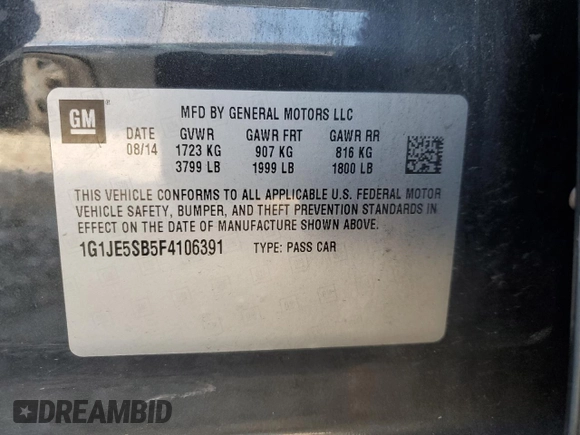 GM
MFD BY GENERAL MOTORS LLC
DATE GVWR GAWR FRT GAWR RR
08/14 1723 KG 907 KG 816 KG
3799 LB 1999 LB 1800 LB
THIS VEHICLE CONFORMS TO ALL APPLICABLE U.S. FEDERAL MOTOR
VEHICLE SAFETY, BUMPER, AND THEFT PREVENTION STANDARDS IN
EFFECT ON THE DATE OF MANUFACTURE SHOWN ABOVE.
1G1JE5SB5F4106391 TYPE: PASS CAR
DREAMBID